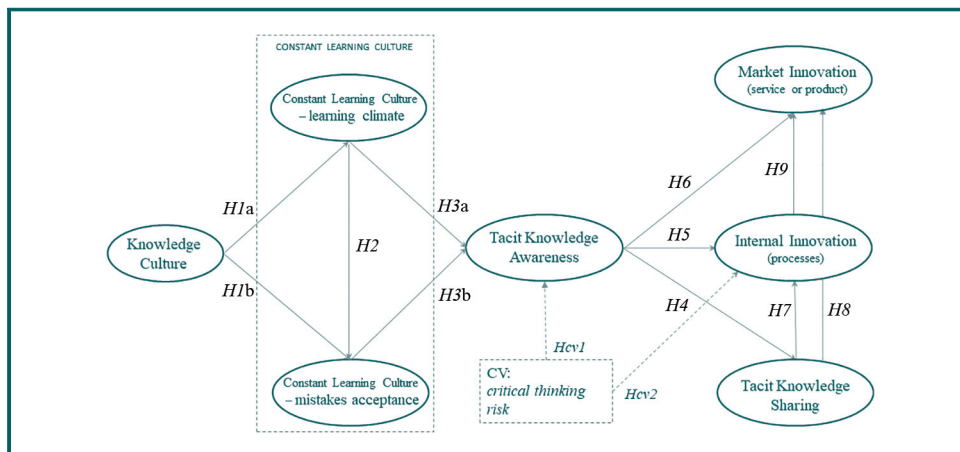 CONSTANT LEARNING CULTURE
Constant Learning Culture
– learning climate
Market Innovation
(service or product)
H1a
H3a
H6
H9
Knowledge
Culture
H2
Tacit Knowledge
Awareness
H5
Internal Innovation
(processes)
H1b
H3b
H4
H7
H8
Hcv1
Constant Learning Culture
– mistakes acceptance
CV:
critical thinking
risk
Hcv2
Tacit Knowledge
Sharing